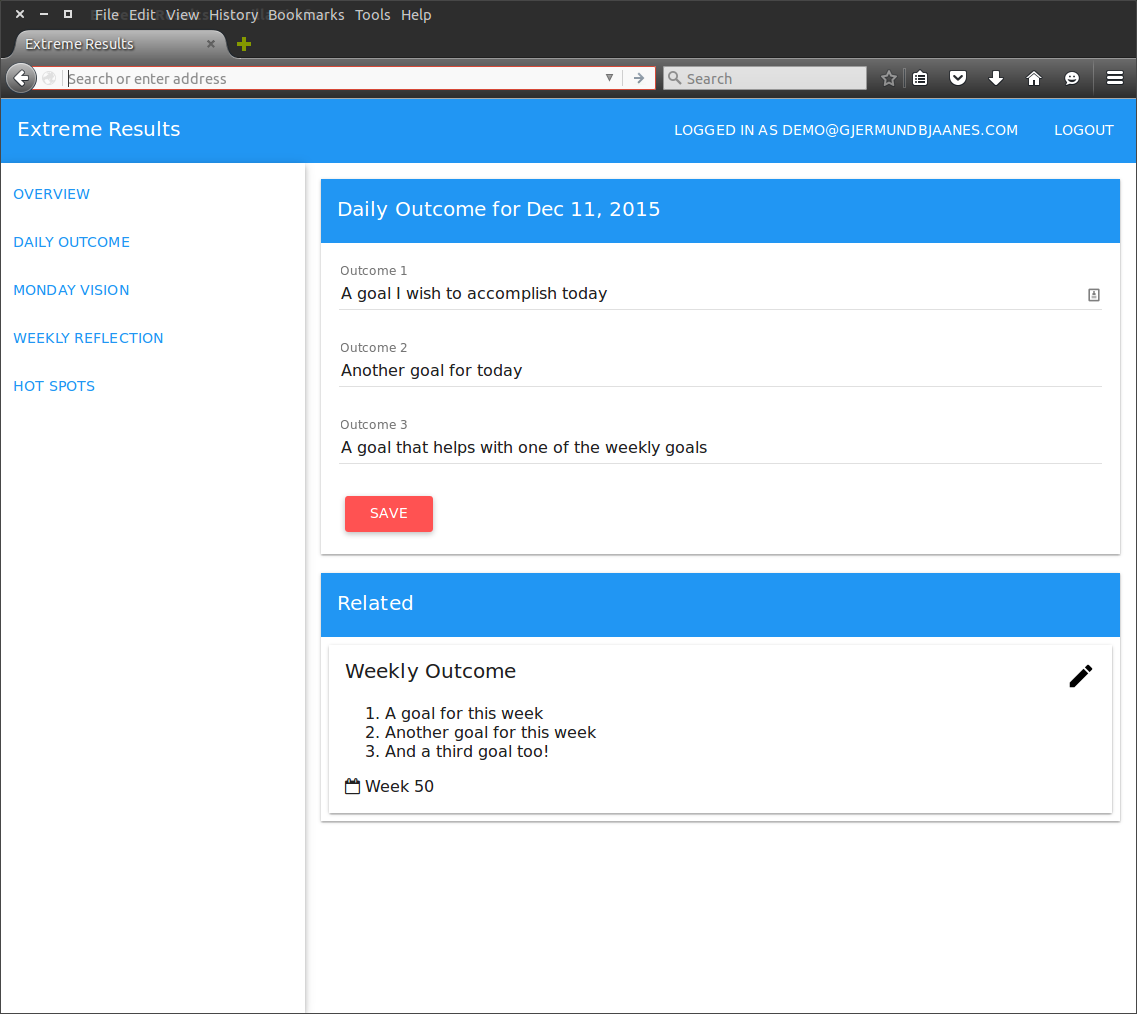 File Edit View History Bookmarks Tools Help
Extreme Results
Search or enter address
Search
Extreme Results
LOGGED IN AS DEMO@GJERMUNDBJAANES.COM
LOGOUT
OVERVIEW
DAILY OUTCOME
MONDAY VISION
WEEKLY REFLECTION
HOT SPOTS
Daily Outcome for Dec 11, 2015
Outcome 1
A goal I wish to accomplish today
Outcome 2
Another goal for today
Outcome 3
A goal that helps with one of the weekly goals
SAVE
Related
Weekly Outcome
1. A goal for this week
2. Another goal for this week
3. And a third goal too!
Week 50